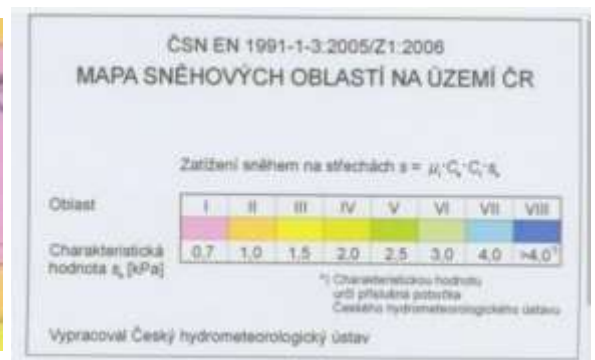 ČSN EN 1991-1-3:2005/Z1:2006
MAPA SNĚHOVÝCH OBLASTÍ NA ÚZEMÍ ČR
Zatížení sněhem na střechách s = μᵢ·Cₑ·Cₜ·sₖ
Oblast I II III IV V VI VII VIII
Charakteristická 0,7 1,0 1,5 2,0 2,5 3,0 4,0 >4,0*)
hodnota sₖ [kPa]
*) Charakteristickou hodnotu
určí příslušná pobočka
Českého hydrometeorologického ústavu
Vypracoval Český hydrometeorologický ústav